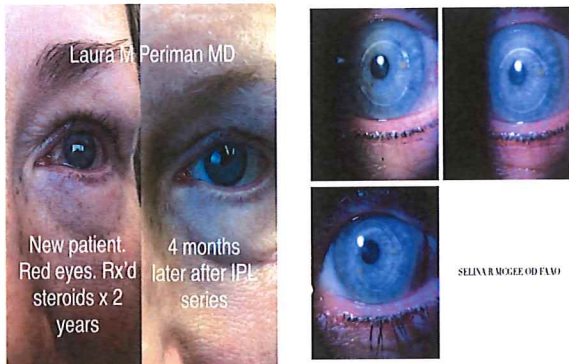 Laura M Periman MD
New patient.
Red eyes. Rx'd
steroids x 2
years
4 months
later after IPL
series
SELINA R MCGEE OD FAAO